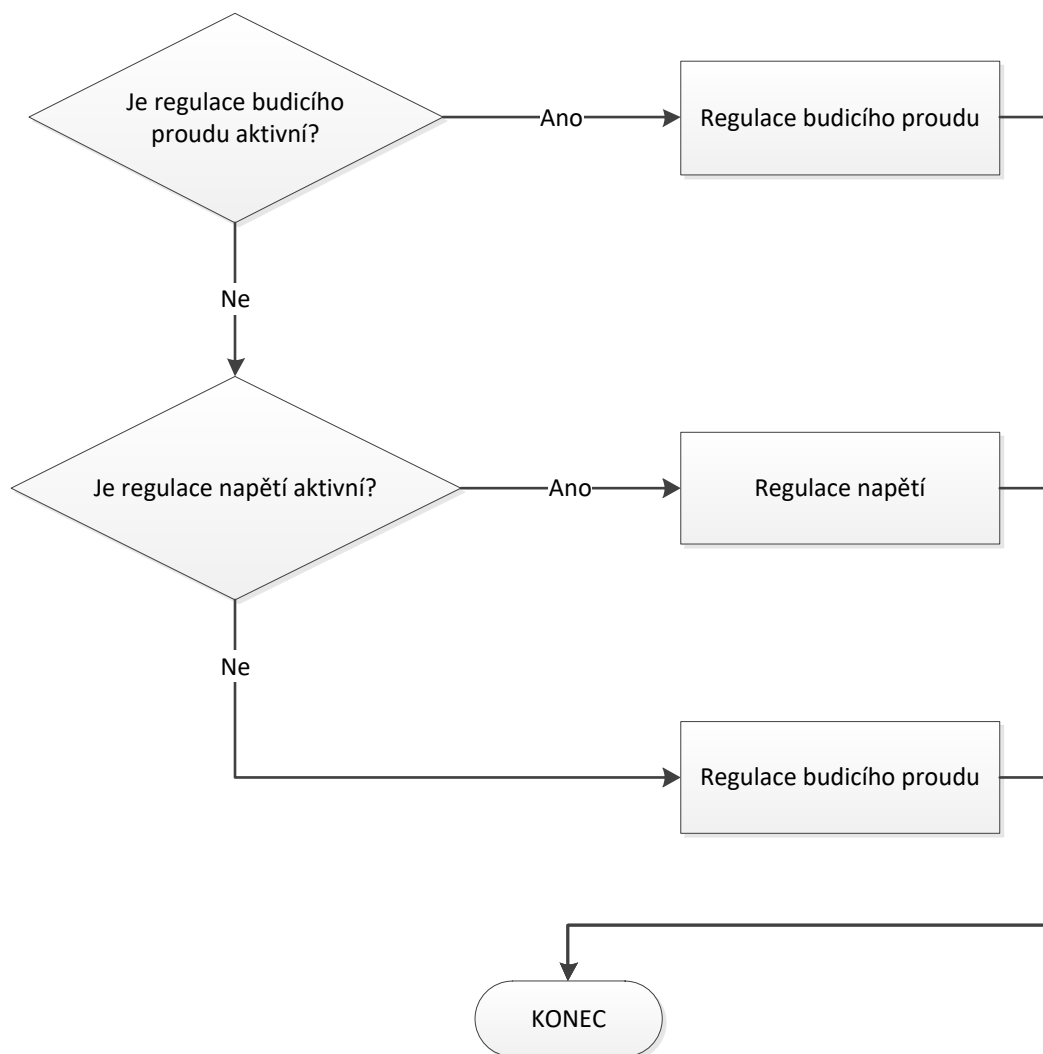 Je regulace budicího
proudu aktivní?
Ano
Regulace budicího proudu
Ne
Je regulace napětí aktivní?
Ano
Regulace napětí
Ne
Regulace budicího proudu
KONEC